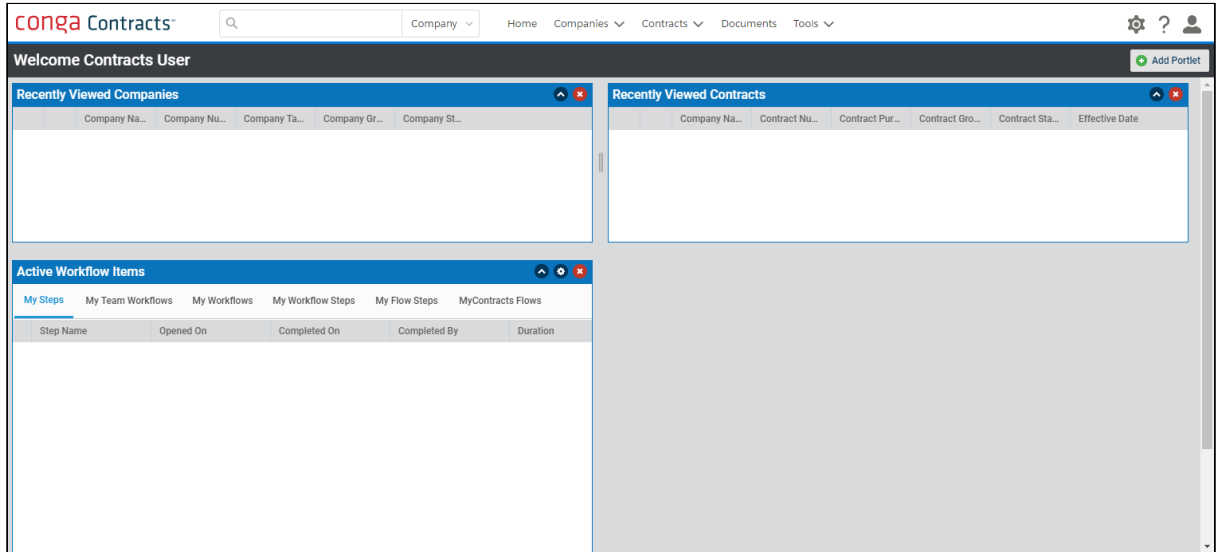 conga Contracts™ Company Home Companies Contracts Documents Tools ?
Welcome Contracts User Add Portlet
Recently Viewed Companies
Company Na... Company Nu... Company Ta... Company Gr... Company St...
Recently Viewed Contracts
Company Na... Contract Nu... Contract Pur... Contract Gro... Contract Sta... Effective Date
Active Workflow Items
My Steps My Team Workflows My Workflows My Workflow Steps My Flow Steps MyContracts Flows
Step Name Opened On Completed On Completed By Duration